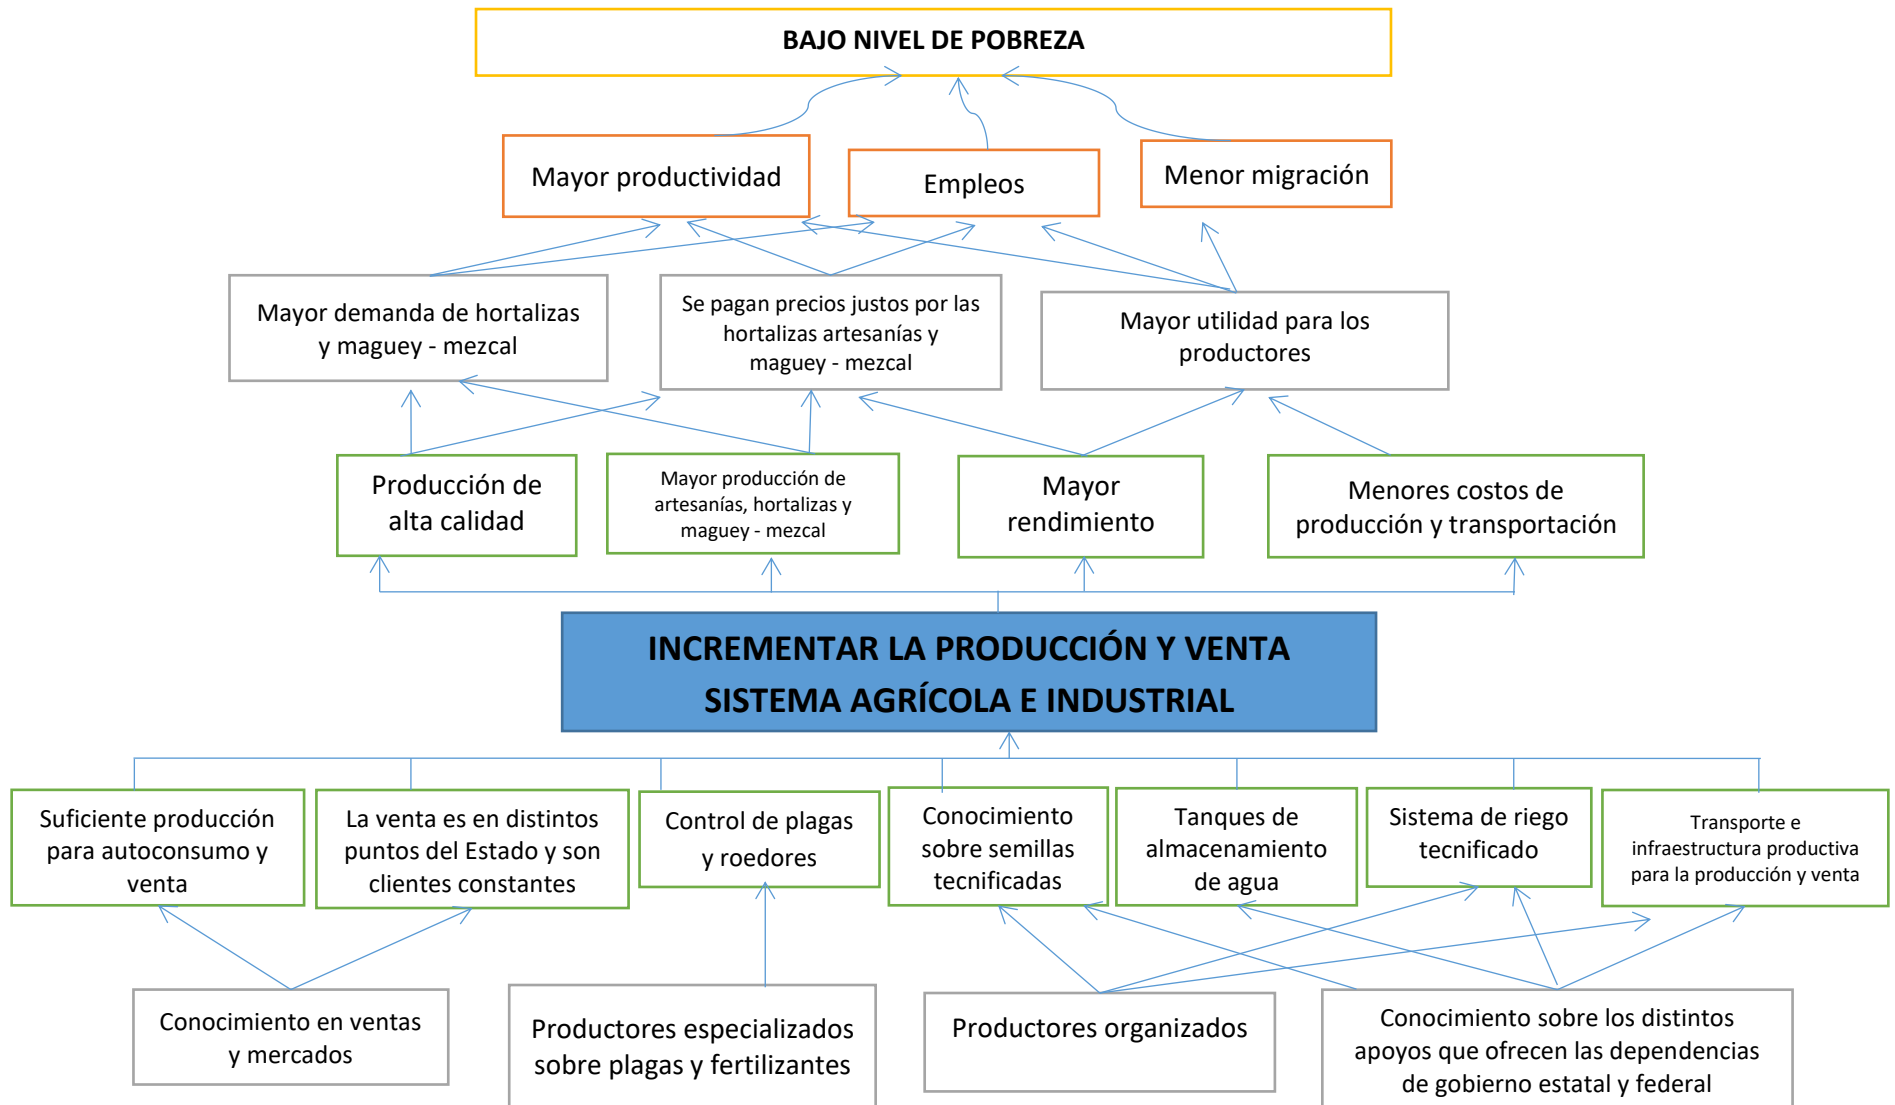 BAJO NIVEL DE POBREZA
Mayor productividad
Empleos
Menor migración
Mayor demanda de hortalizas
y maguey - mezcal
Se pagan precios justos por las
hortalizas artesanías y
maguey - mezcal
Mayor utilidad para los
productores
Producción de
alta calidad
Mayor producción de
artesanías, hortalizas y
maguey - mezcal
Mayor
rendimiento
Menores costos de
producción y transportación
INCREMENTAR LA PRODUCCIÓN Y VENTA
SISTEMA AGRÍCOLA E INDUSTRIAL
Suficiente producción
para autoconsumo y
venta
La venta es en distintos
puntos del Estado y son
clientes constantes
Control de plagas
y roedores
Conocimiento
sobre semillas
tecnificadas
Tanques de
almacenamiento
de agua
Sistema de riego
tecnificado
Transporte e
infraestructura productiva
para la producción y venta
Conocimiento en ventas
y mercados
Productores especializados
sobre plagas y fertilizantes
Productores organizados
Conocimiento sobre los distintos
apoyos que ofrecen las dependencias
de gobierno estatal y federal